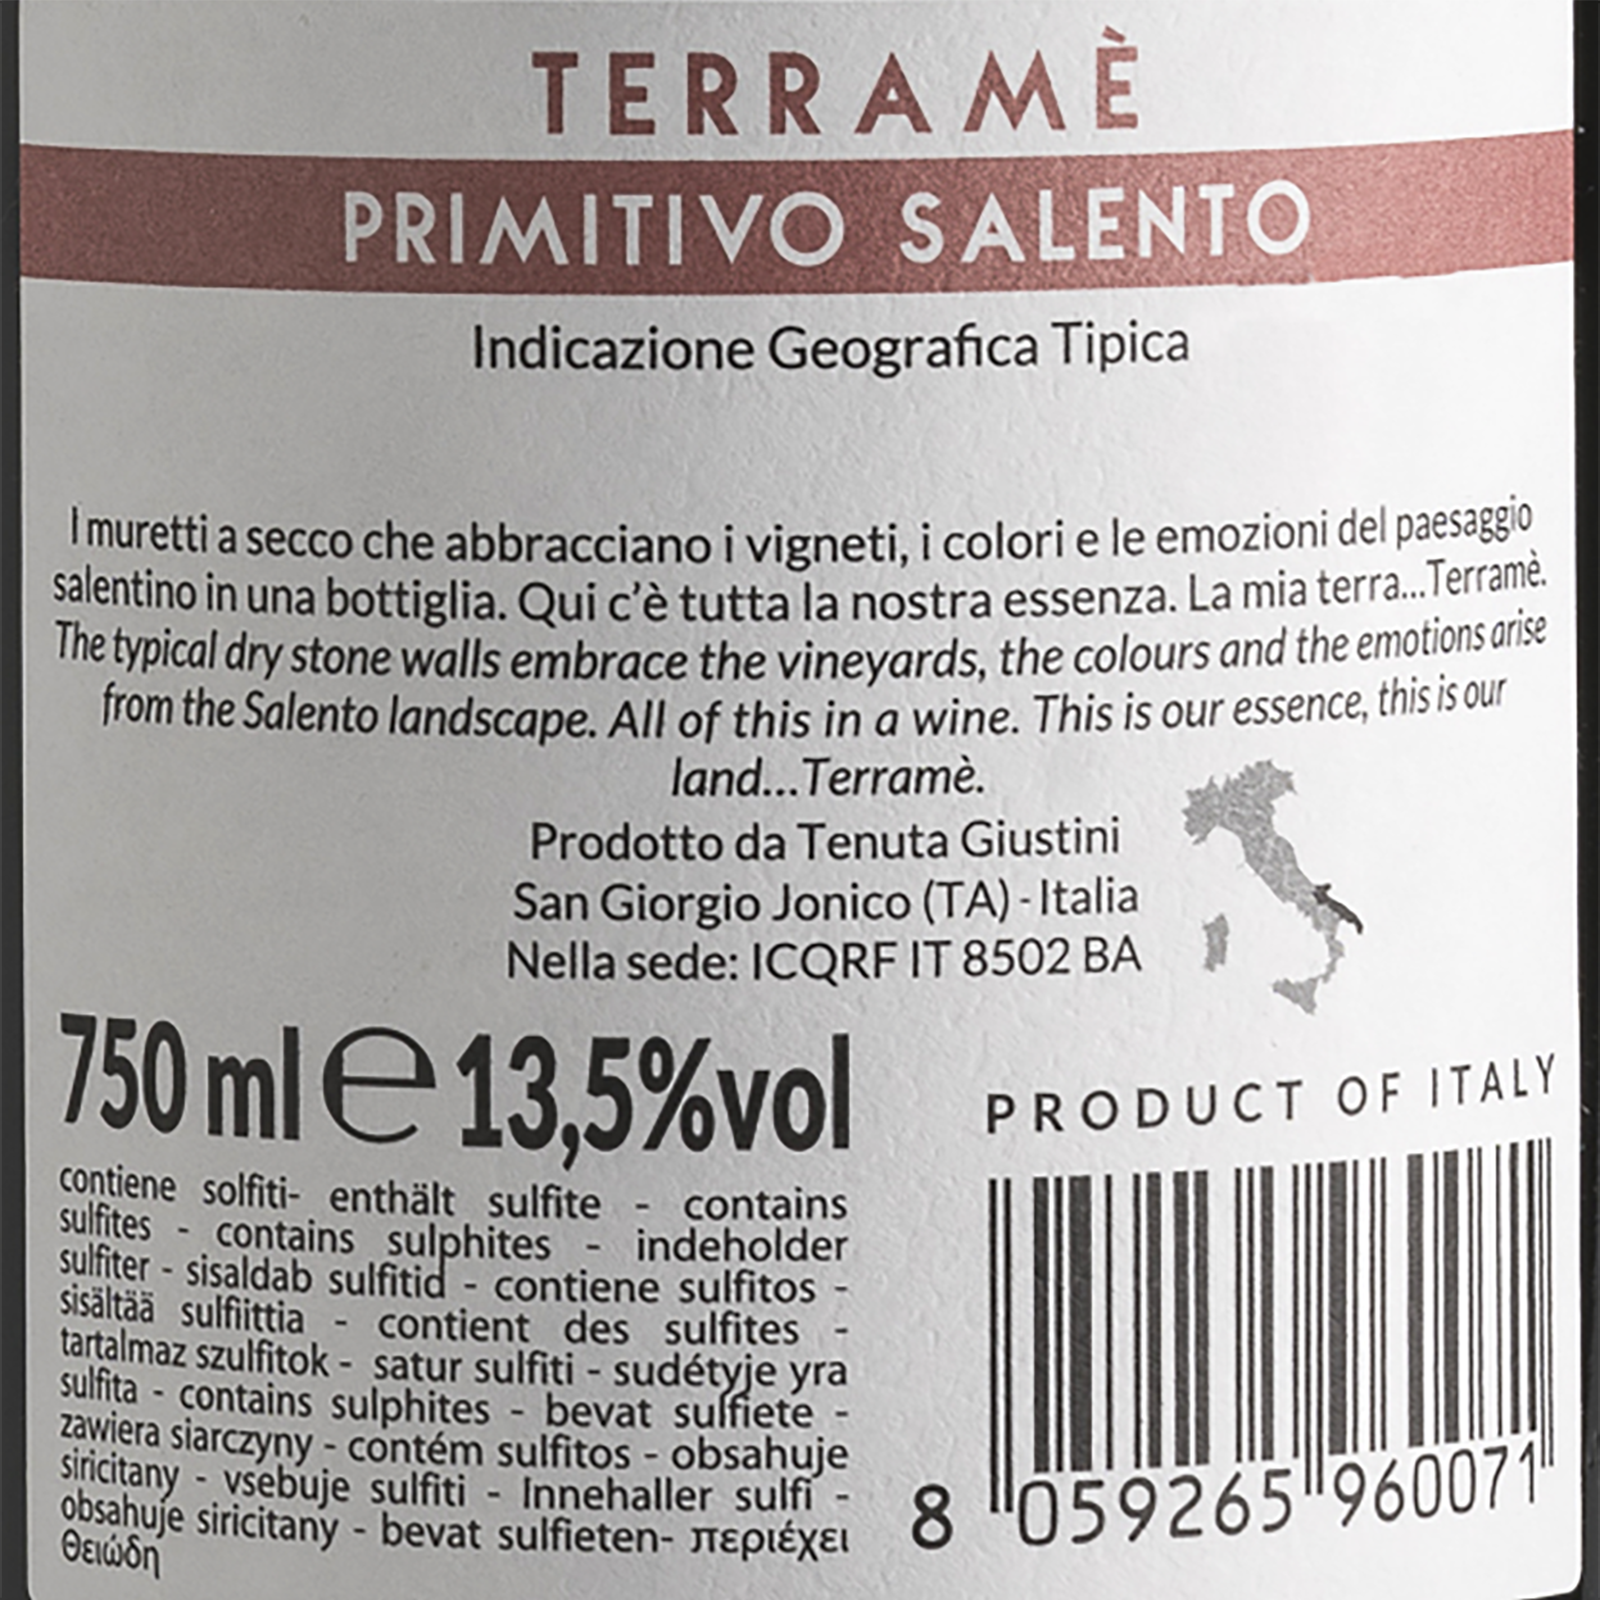 TERRAMÈ
PRIMITIVO SALENTO
Indicazione Geografica Tipica
I muretti a secco che abbracciano i vigneti, i colori e le emozioni del paesaggio
salentino in una bottiglia. Qui c'è tutta la nostra essenza. La mia terra...Terramè.
The typical dry stone walls embrace the vineyards, the colours and the emotions arise
from the Salento landscape. All of this in a wine. This is our essence, this is our
land...Terramè.
Prodotto da Tenuta Giustini
San Giorgio Jonico (TA) - Italia
Nella sede: ICQRF IT 8502 BA
750 ml e 13,5%vol
PRODUCT OF ITALY
contiene solfiti- enthält sulfite - contains
sulfites - contains sulphites - indeholder
sulfiter - sisaldab sulfitid - contiene sulfitos -
sisältää sulfiittia - contient des sulfites -
tartalmaz szulfitok - satur sulfiti - sudétyje yra
sulfita - contains sulphites - bevat sulfiete -
zawiera siarczyny - contém sulfitos - obsahuje
siricitany - vsebuje sulfiti - Innehaller sulfi -
obsahuje siricitany - bevat sulfieten- περιέχει
Θειώδη
8 059265 960071